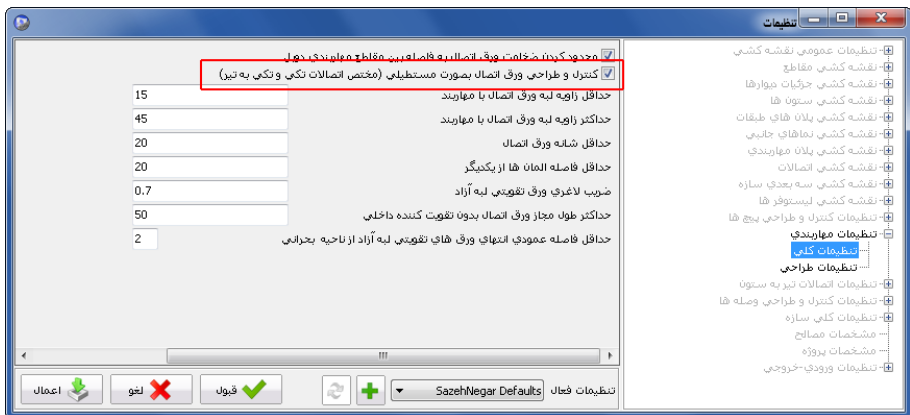 تنظیمات
تنظیمات عمومی نقشه کشی
نقشه کشی مقاطع
نقشه کشی جزئیات دیوارها
نقشه کشی ستون ها
نقشه کشی پلان های طبقات
نقشه کشی نماهای جانبی
نقشه کشی پلان مهاربندی
نقشه کشی اتصالات
نقشه کشی سه بعدی سازه
نقشه کشی لیستوفر ها
تنظیمات کنترل و طراحی پیچ ها
تنظیمات مهاربندی
تنظیمات کلی
تنظیمات طراحی
تنظیمات اتصالات تیر به ستون
تنظیمات کنترل و طراحی وصله ها
تنظیمات کلی سازه
مشخصات مصالح
مشخصات پروژه
تنظیمات ورودی-خروجی
محدود کردن ضخامت ورق اتصال به فاصله بین مقاطع مهاربندی دوبل
کنترل و طراحی ورق اتصال بصورت مستطیلی (مختص اتصالات تکی و تکی به تیر)
حداقل زاویه لبه ورق اتصال با مهاربند 15
حداکثر زاویه لبه ورق اتصال با مهاربند 45
حداقل شانه ورق اتصال 20
حداقل فاصله المان ها از یکدیگر 20
ضریب لاغری ورق تقویتی لبه آزاد 0.7
حداکثر طول مجاز ورق اتصال بدون تقویت کننده داخلی 50
حداقل فاصله عمودی انتهای ورق های تقویتی لبه آزاد از ناحیه بحرانی 2
تنظیمات فعال SazehNegar Defaults قبول لغو اعمال